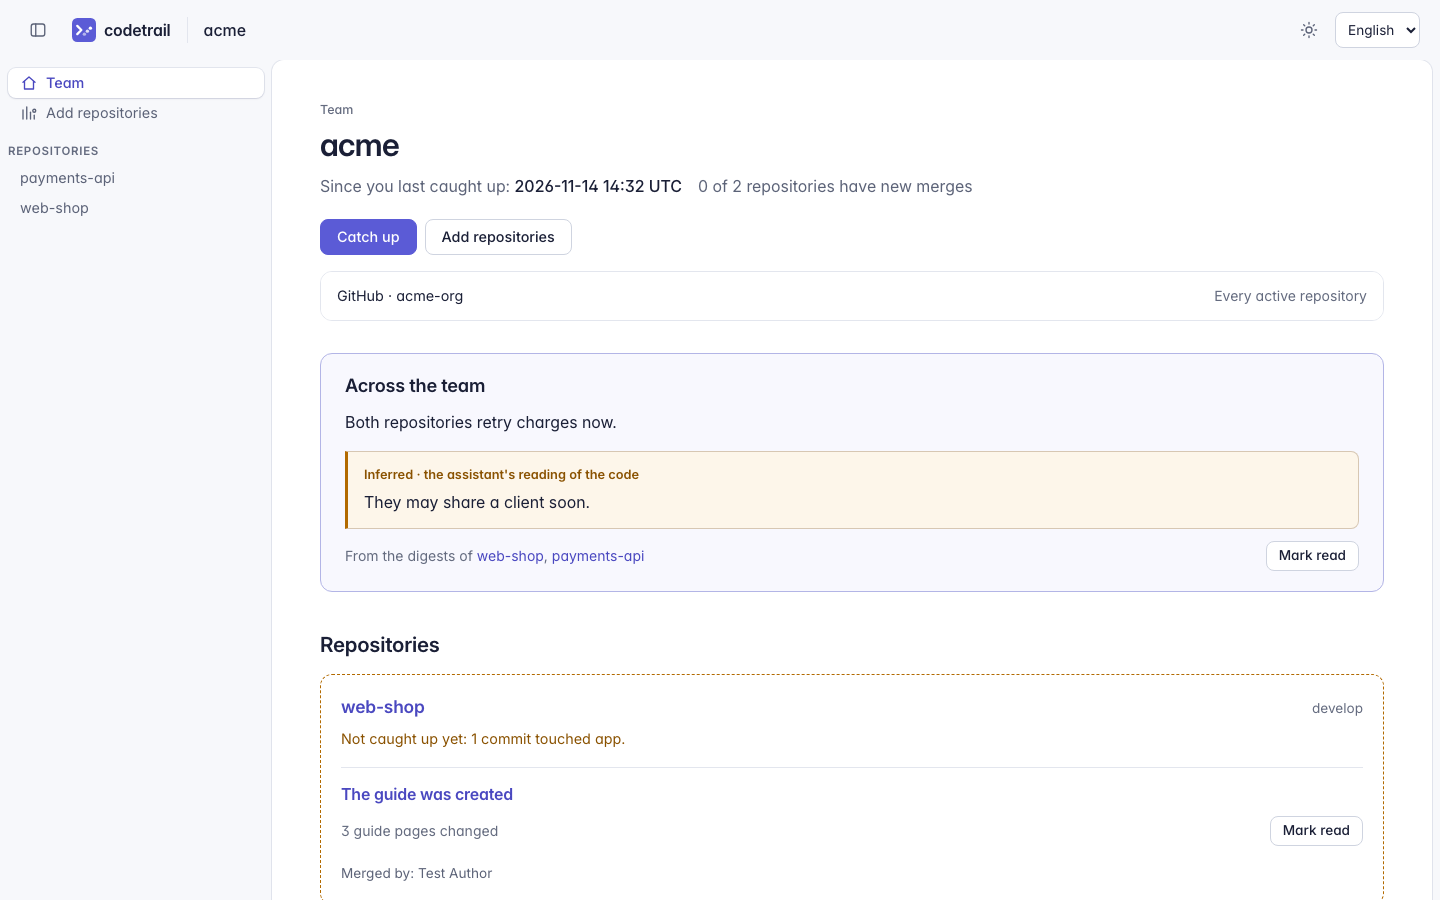 codetrail
acme
English
Team
Add repositories
REPOSITORIES
payments-api
web-shop
Team
acme
Since you last caught up: 2026-11-14 14:32 UTC 0 of 2 repositories have new merges
Catch up
Add repositories
GitHub · acme-org
Every active repository
Across the team
Both repositories retry charges now.
Inferred · the assistant's reading of the code
They may share a client soon.
From the digests of web-shop, payments-api
Mark read
Repositories
web-shop
develop
Not caught up yet: 1 commit touched app.
The guide was created
3 guide pages changed
Mark read
Merged by: Test Author